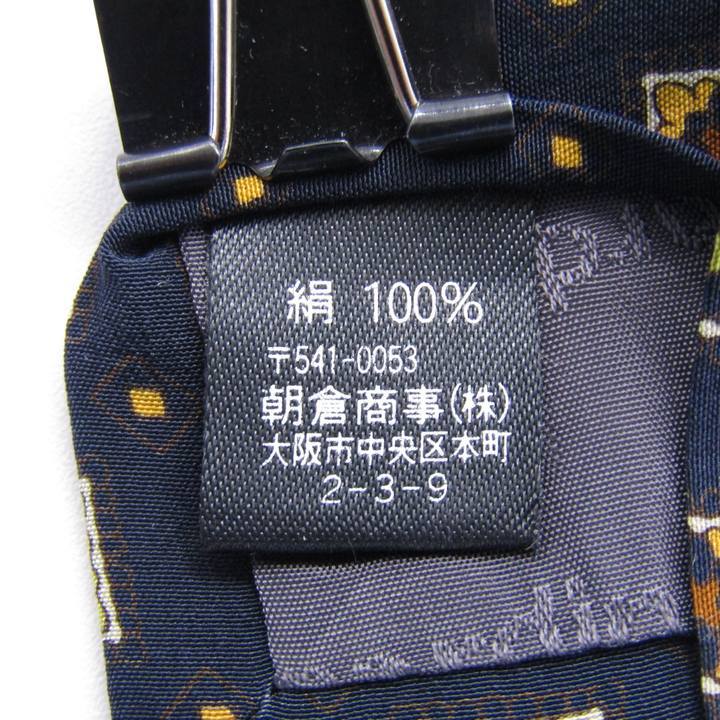 絹 100%
〒541-0053
朝倉商事(株)
大阪市中央区本町
2-3-9